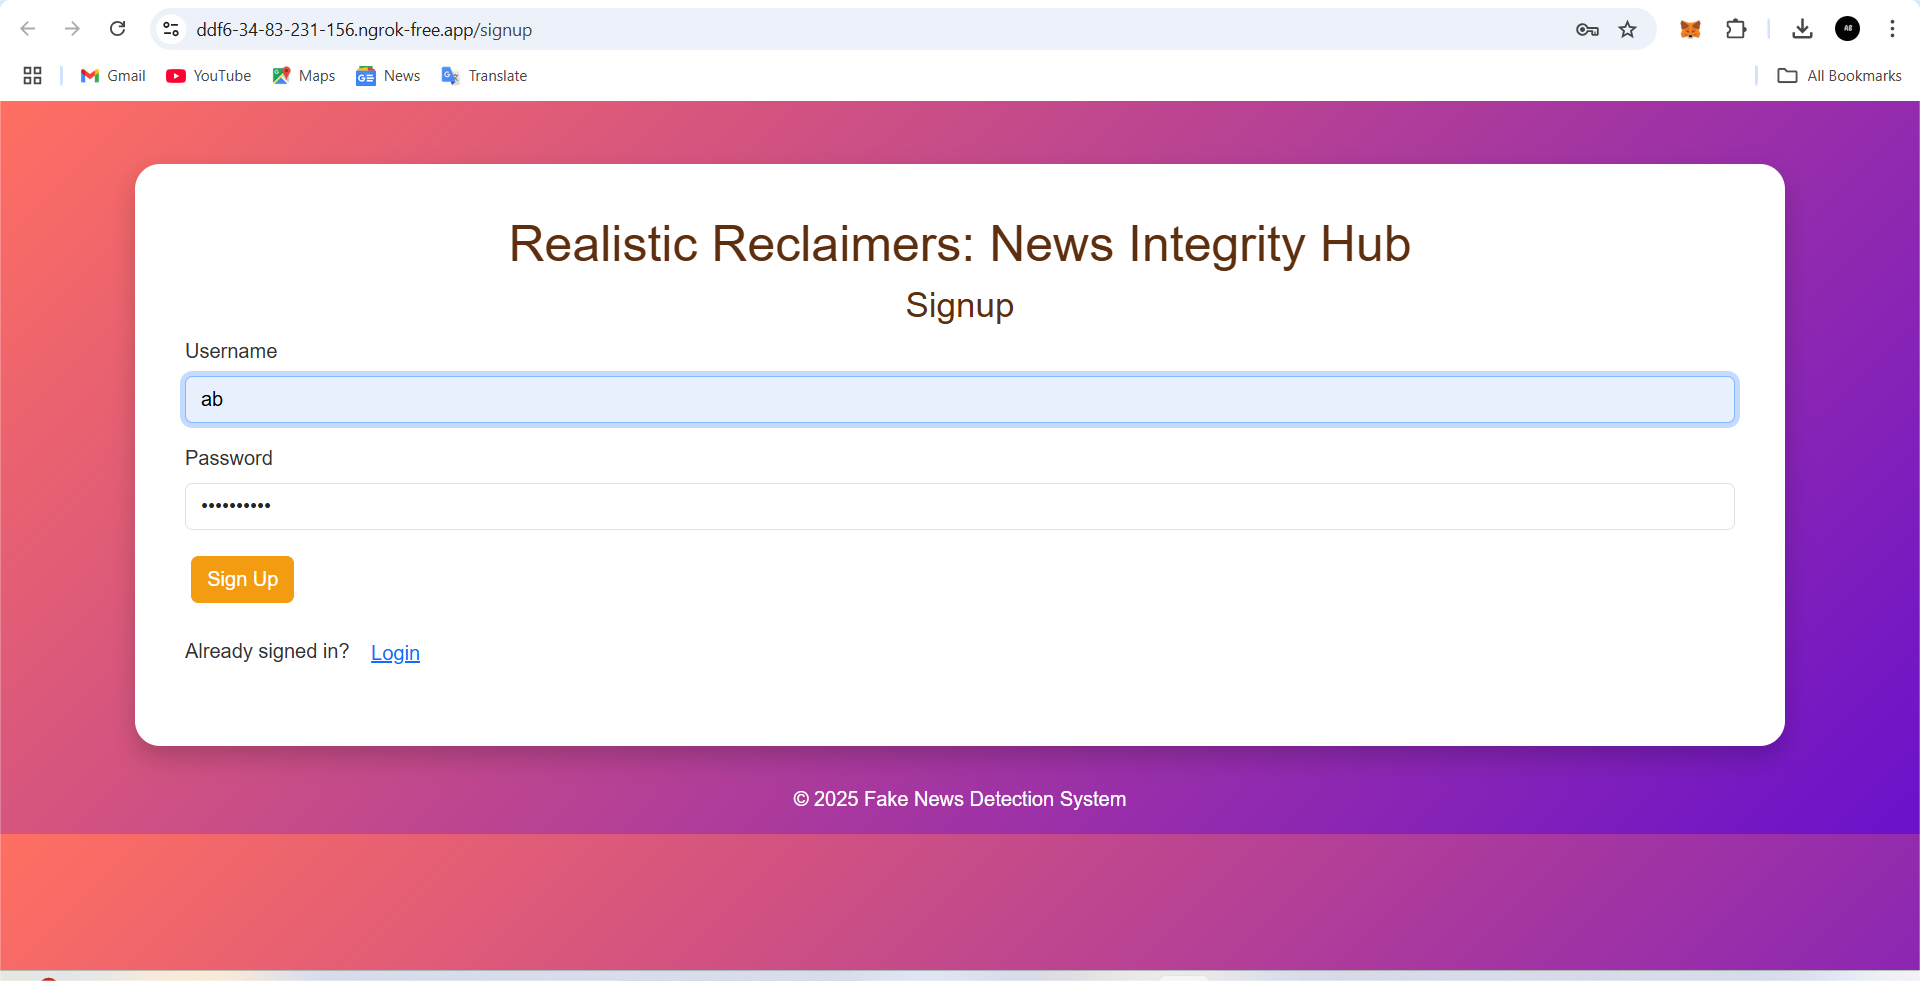 ddf6-34-83-231-156.ngrok-free.app/signup
Gmail YouTube Maps News Translate All Bookmarks
Realistic Reclaimers: News Integrity Hub
Signup
Username
ab
Password
••••••••••
Sign Up
Already signed in? Login
© 2025 Fake News Detection System